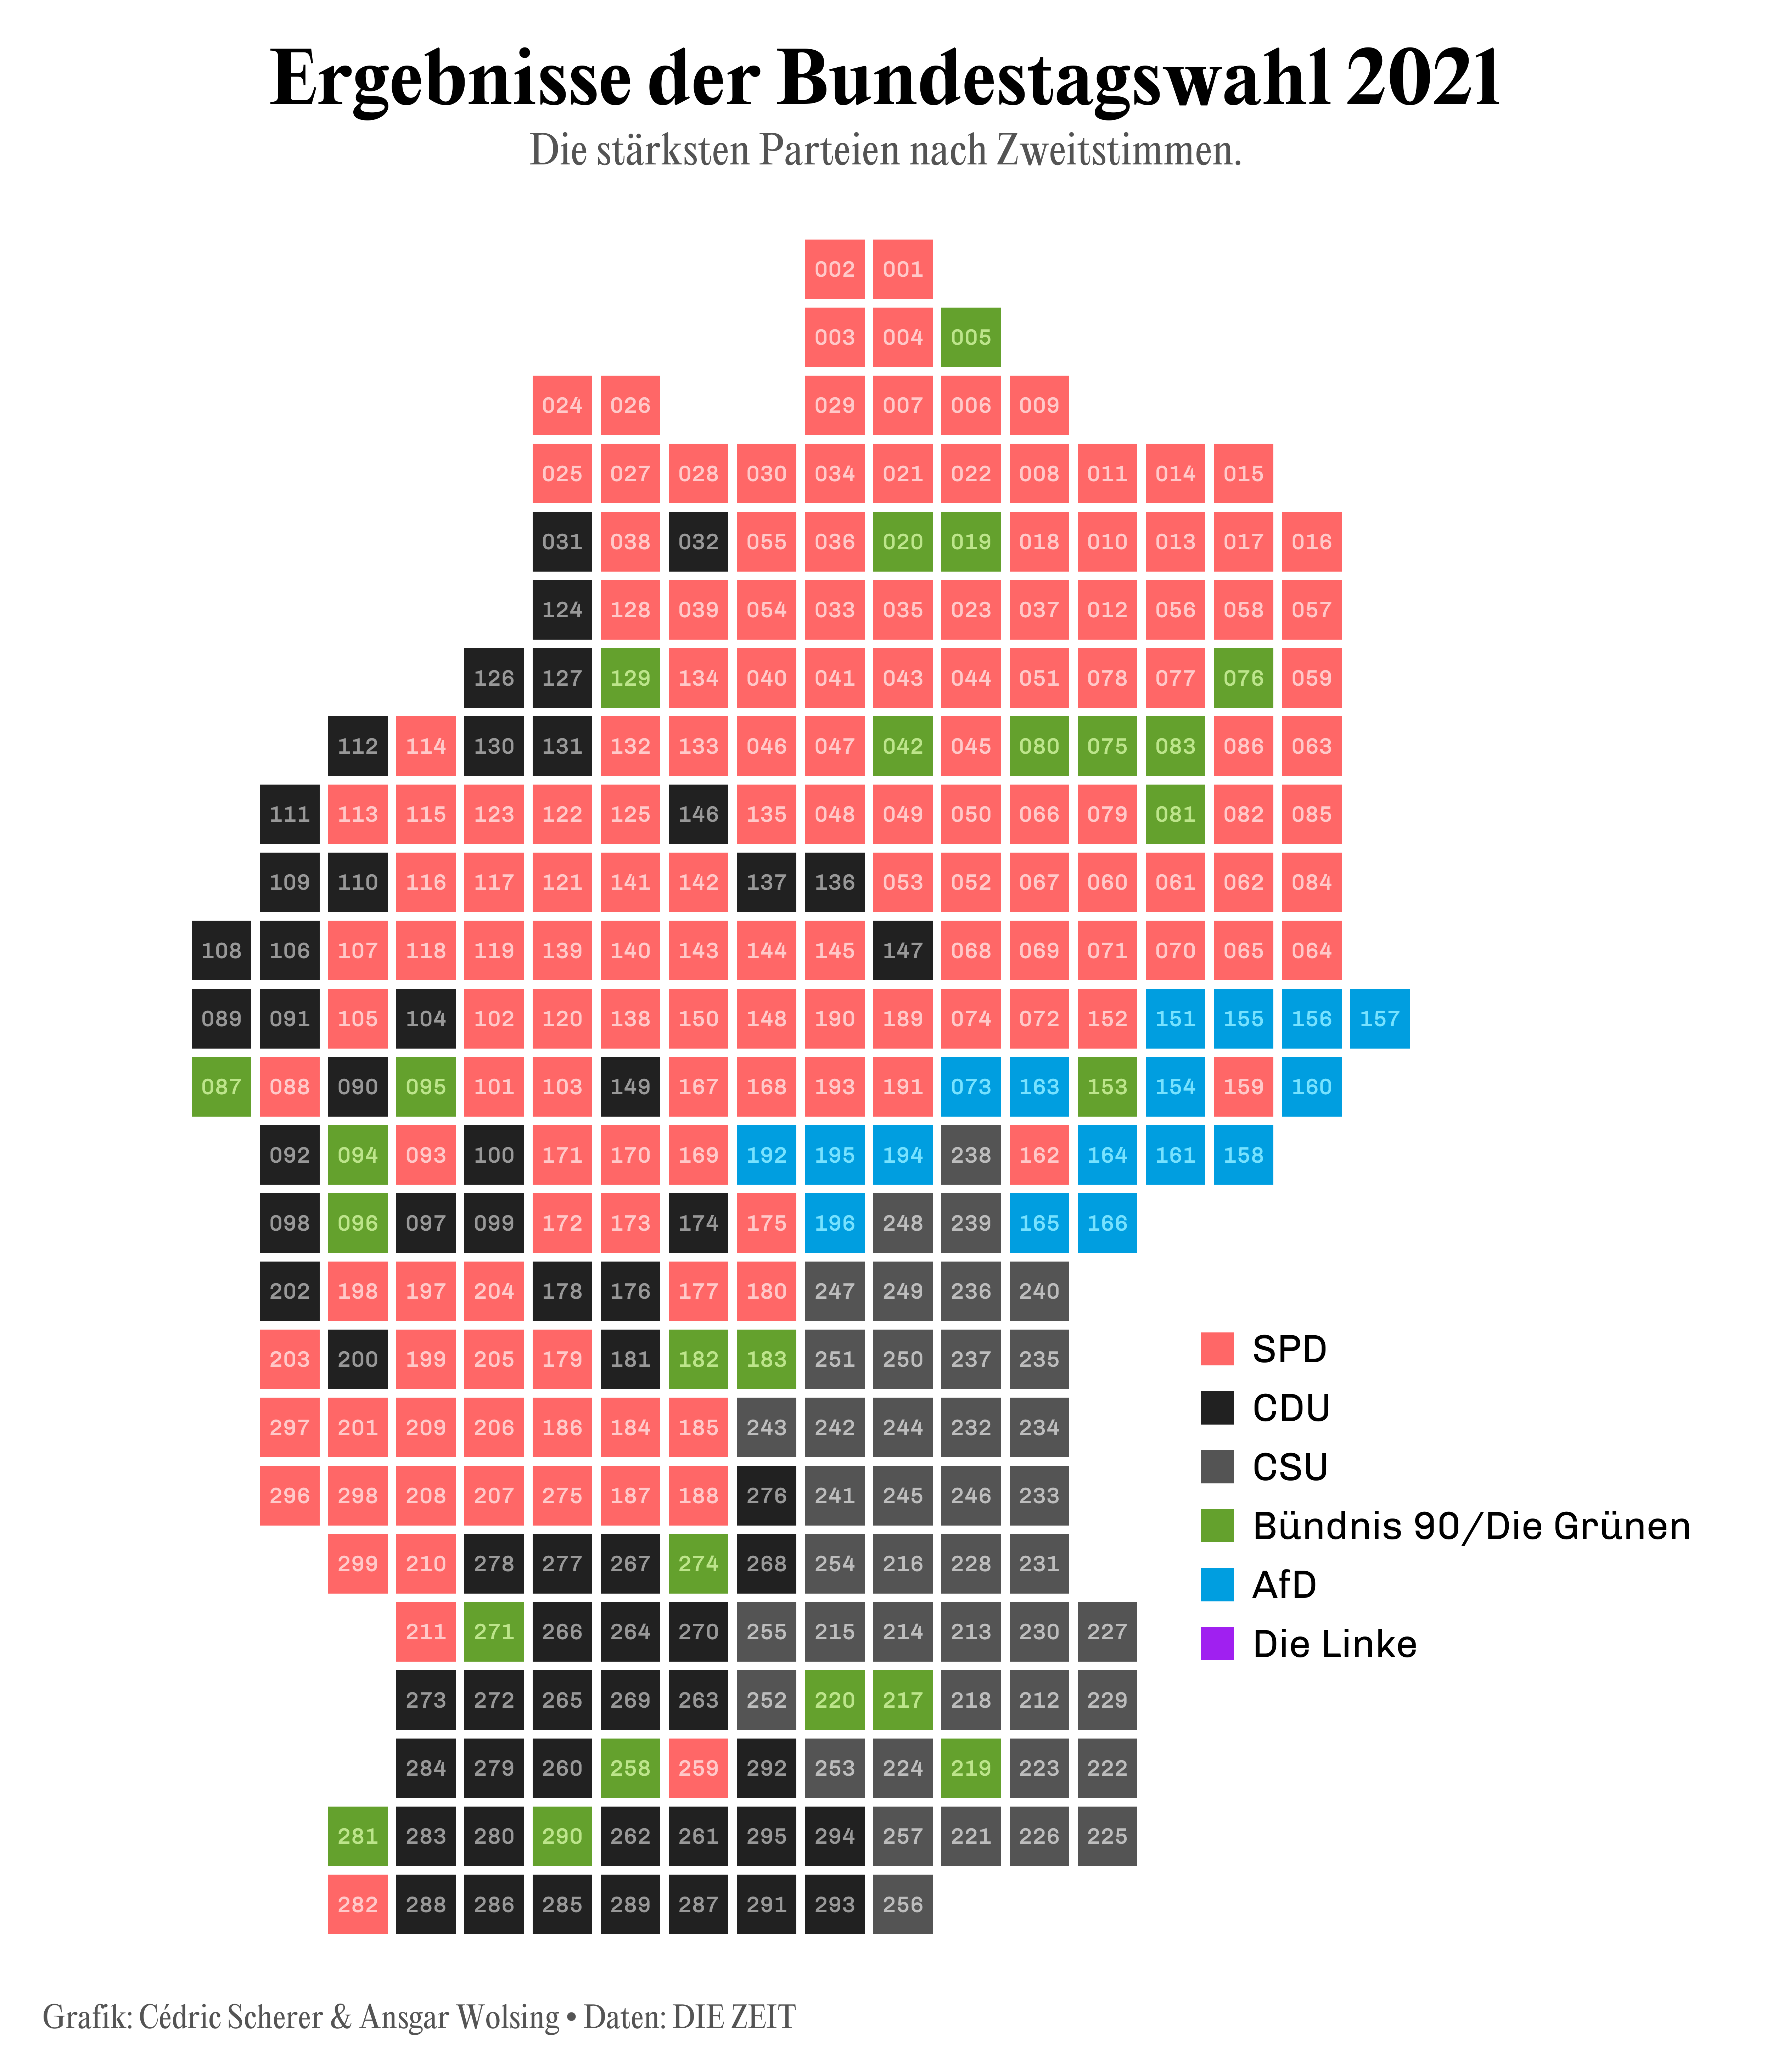 Ergebnisse der Bundestagswahl 2021
Die stärksten Parteien nach Zweitstimmen.
002 001
003 004 005
024 026 029 007 006 009
025 027 028 030 034 021 022 008 011 014 015
031 038 032 055 036 020 019 018 010 013 017 016
124 128 039 054 033 035 023 037 012 056 058 057
126 127 129 134 040 041 043 044 051 078 077 076 059
112 114 130 131 132 133 046 047 042 045 080 075 083 086 063
111 113 115 123 122 125 146 135 048 049 050 066 079 081 082 085
109 110 116 117 121 141 142 137 136 053 052 067 060 061 062 084
108 106 107 118 119 139 140 143 144 145 147 068 069 071 070 065 064
089 091 105 104 102 120 138 150 148 190 189 074 072 152 151 155 156 157
087 088 090 095 101 103 149 167 168 193 191 073 163 153 154 159 160
092 094 093 100 171 170 169 192 195 194 238 162 164 161 158
098 096 097 099 172 173 174 175 196 248 239 165 166
202 198 197 204 178 176 177 180 247 249 236 240
203 200 199 205 179 181 182 183 251 250 237 235
297 201 209 206 186 184 185 243 242 244 232 234
296 298 208 207 275 187 188 276 241 245 246 233
299 210 278 277 267 274 268 254 216 228 231
211 271 266 264 270 255 215 214 213 230 227
273 272 265 269 263 252 220 217 218 212 229
284 279 260 258 259 292 253 224 219 223 222
281 283 280 290 262 261 295 294 257 221 226 225
282 288 286 285 289 287 291 293 256
SPD
CDU
CSU
Bündnis 90/Die Grünen
AfD
Die Linke
Grafik: Cédric Scherer & Ansgar Wolsing • Daten: DIE ZEIT